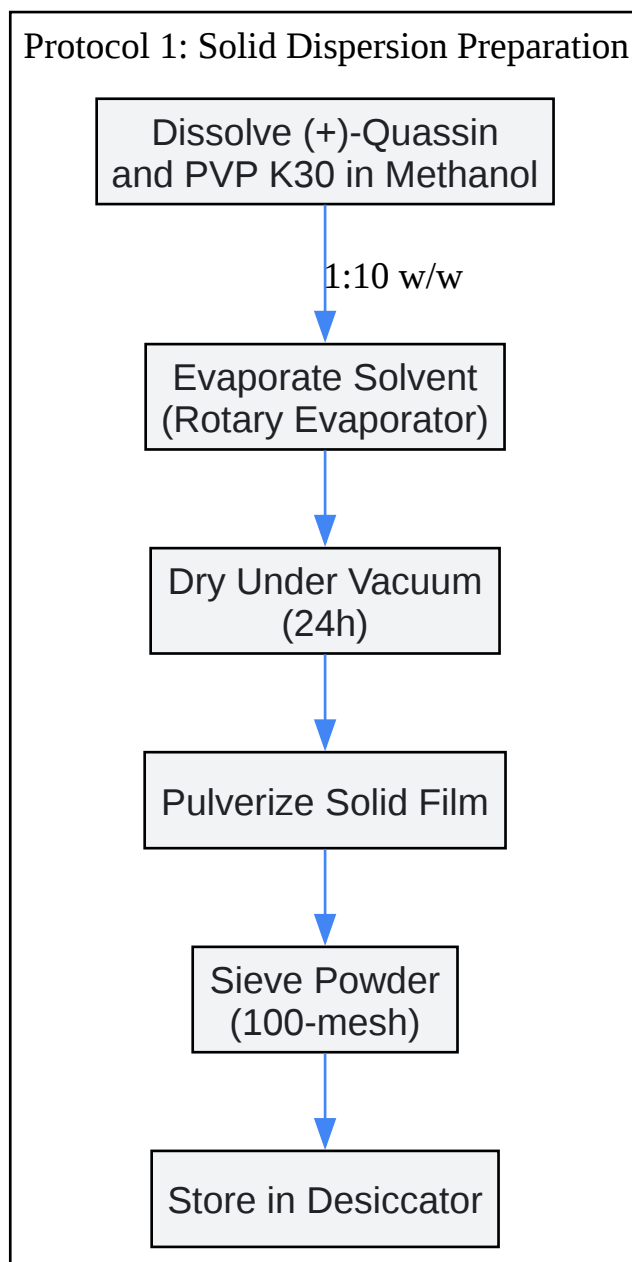 Protocol 1: Solid Dispersion Preparation
Dissolve (+)-Quassin
and PVP K30 in Methanol
1:10 w/w
Evaporate Solvent
(Rotary Evaporator)
Dry Under Vacuum
(24h)
Pulverize Solid Film
Sieve Powder
(100-mesh)
Store in Desiccator